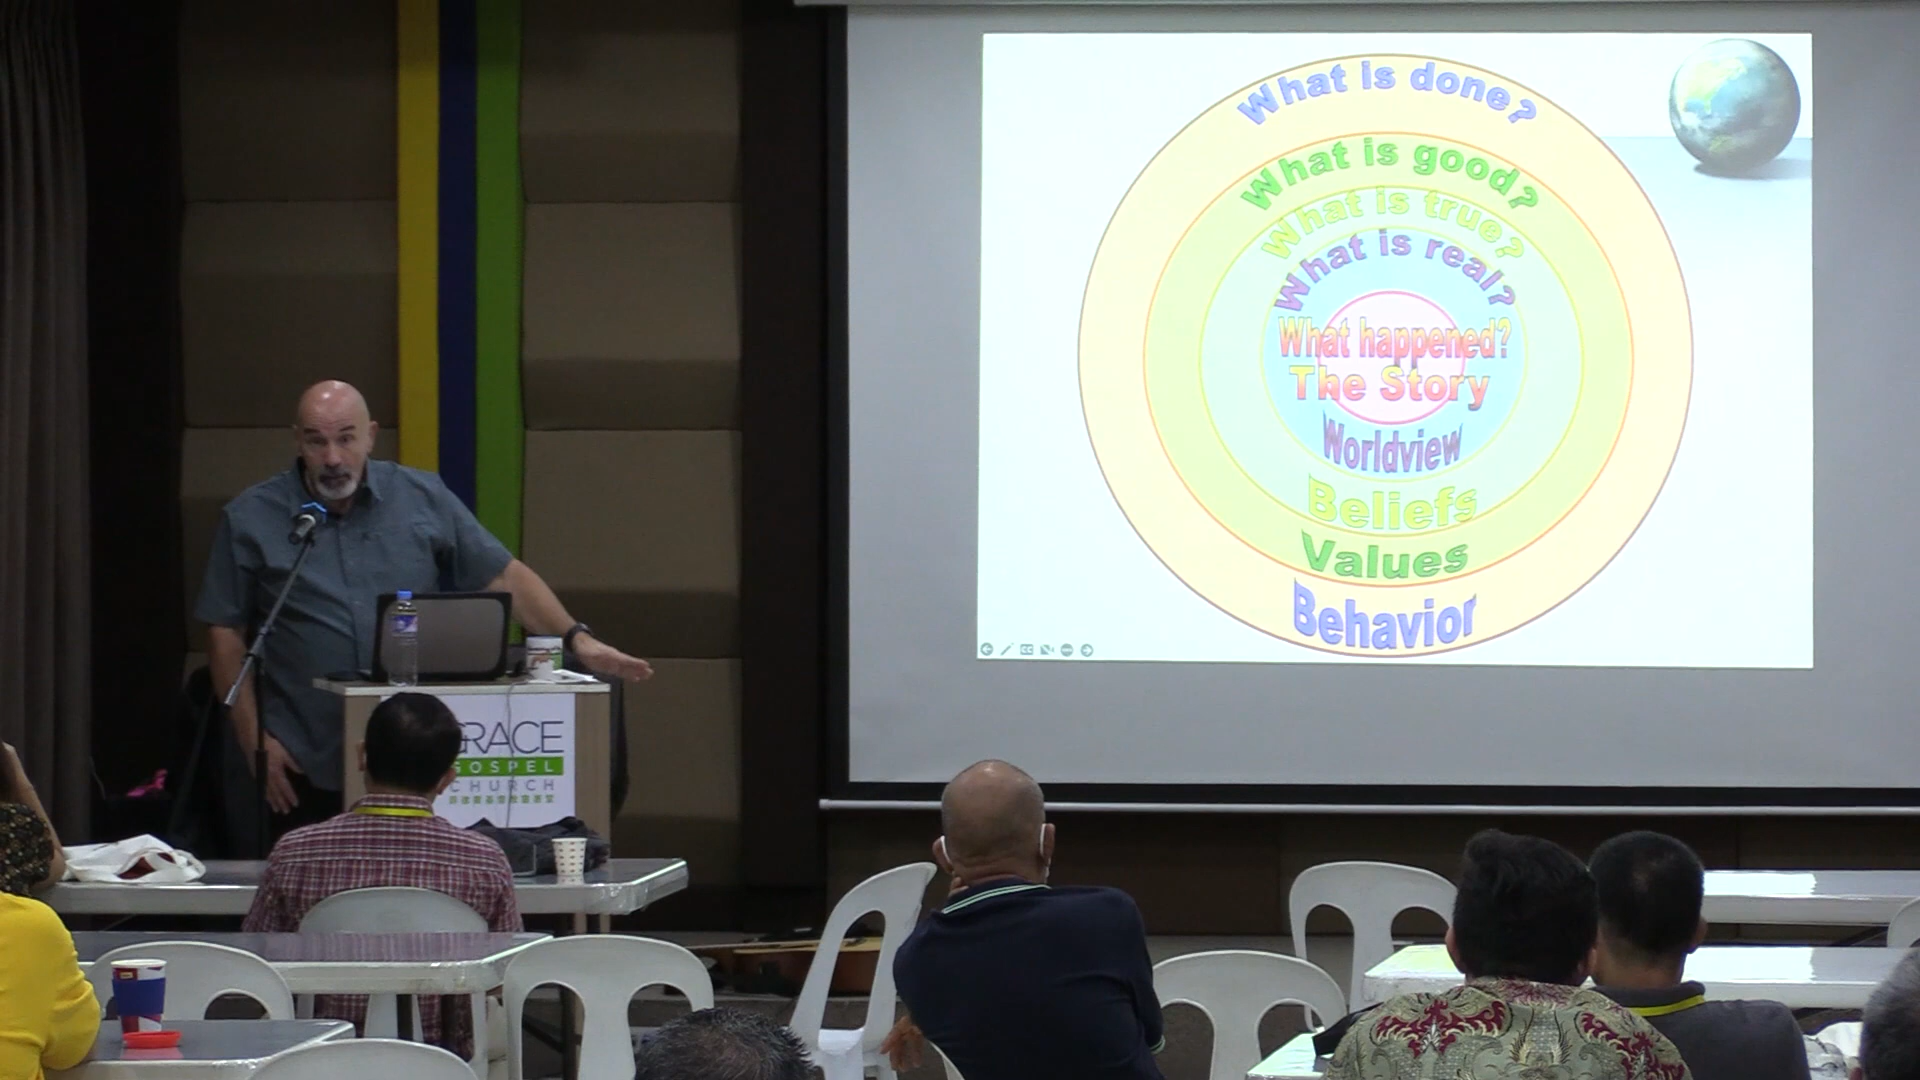 What is done?
What is good?
What is true?
What is real?
What happened?
The Story
Worldview
Beliefs
Values
Behavior
GRACE
GOSPEL
CHURCH